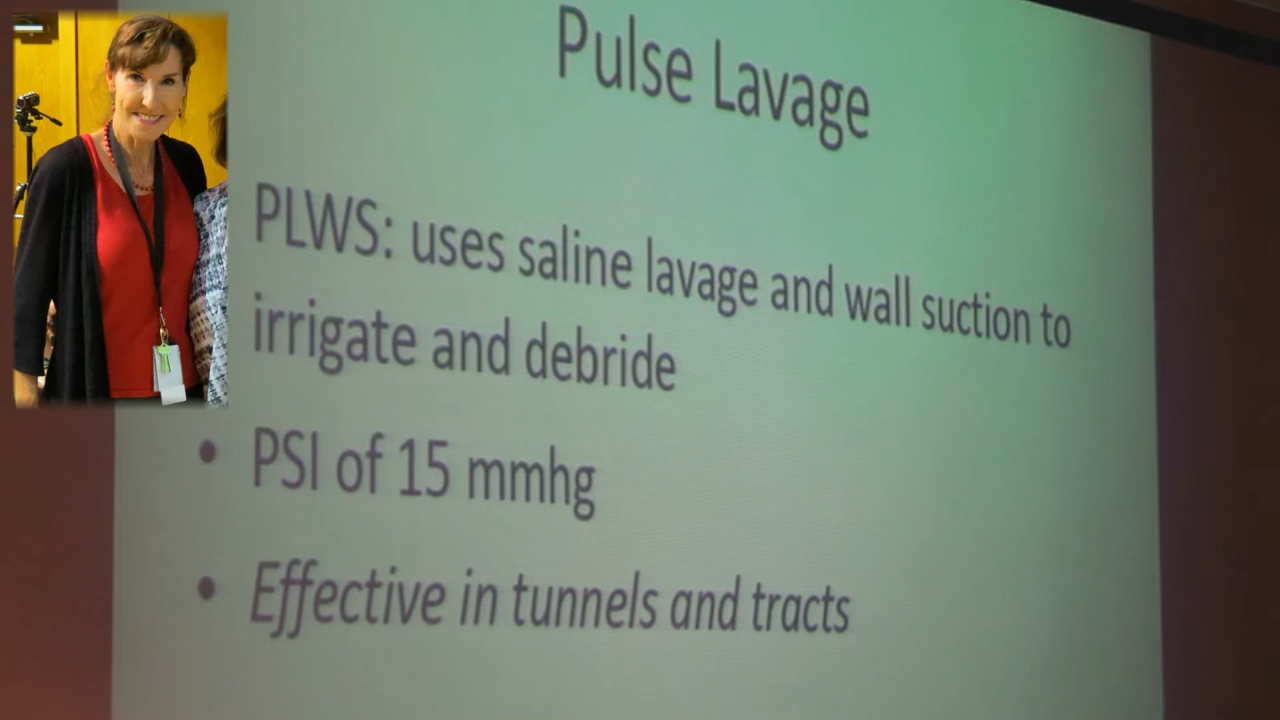 Pulse Lavage
PLWS: uses saline lavage and wall suction to
irrigate and debride
• PSI of 15 mmhg
• Effective in tunnels and tracts